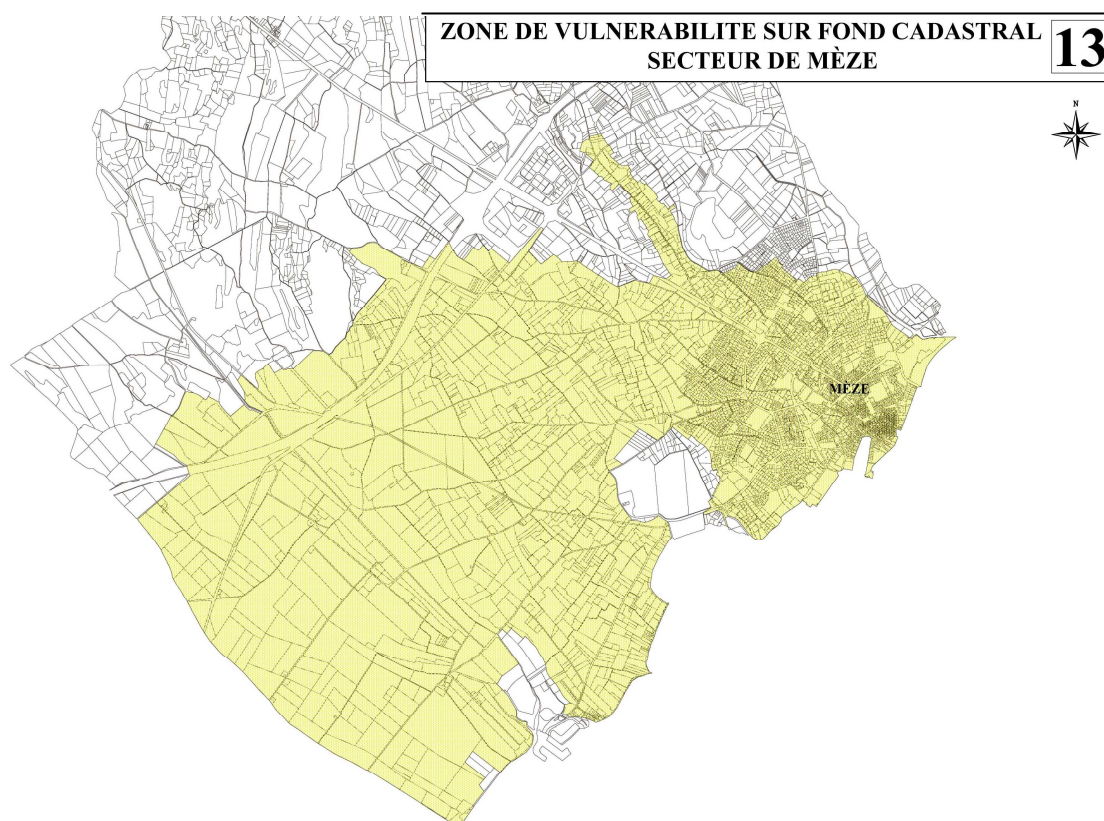 ZONE DE VULNERABILITE SUR FOND CADASTRAL
SECTEUR DE MÈZE
13
N
MÈZE